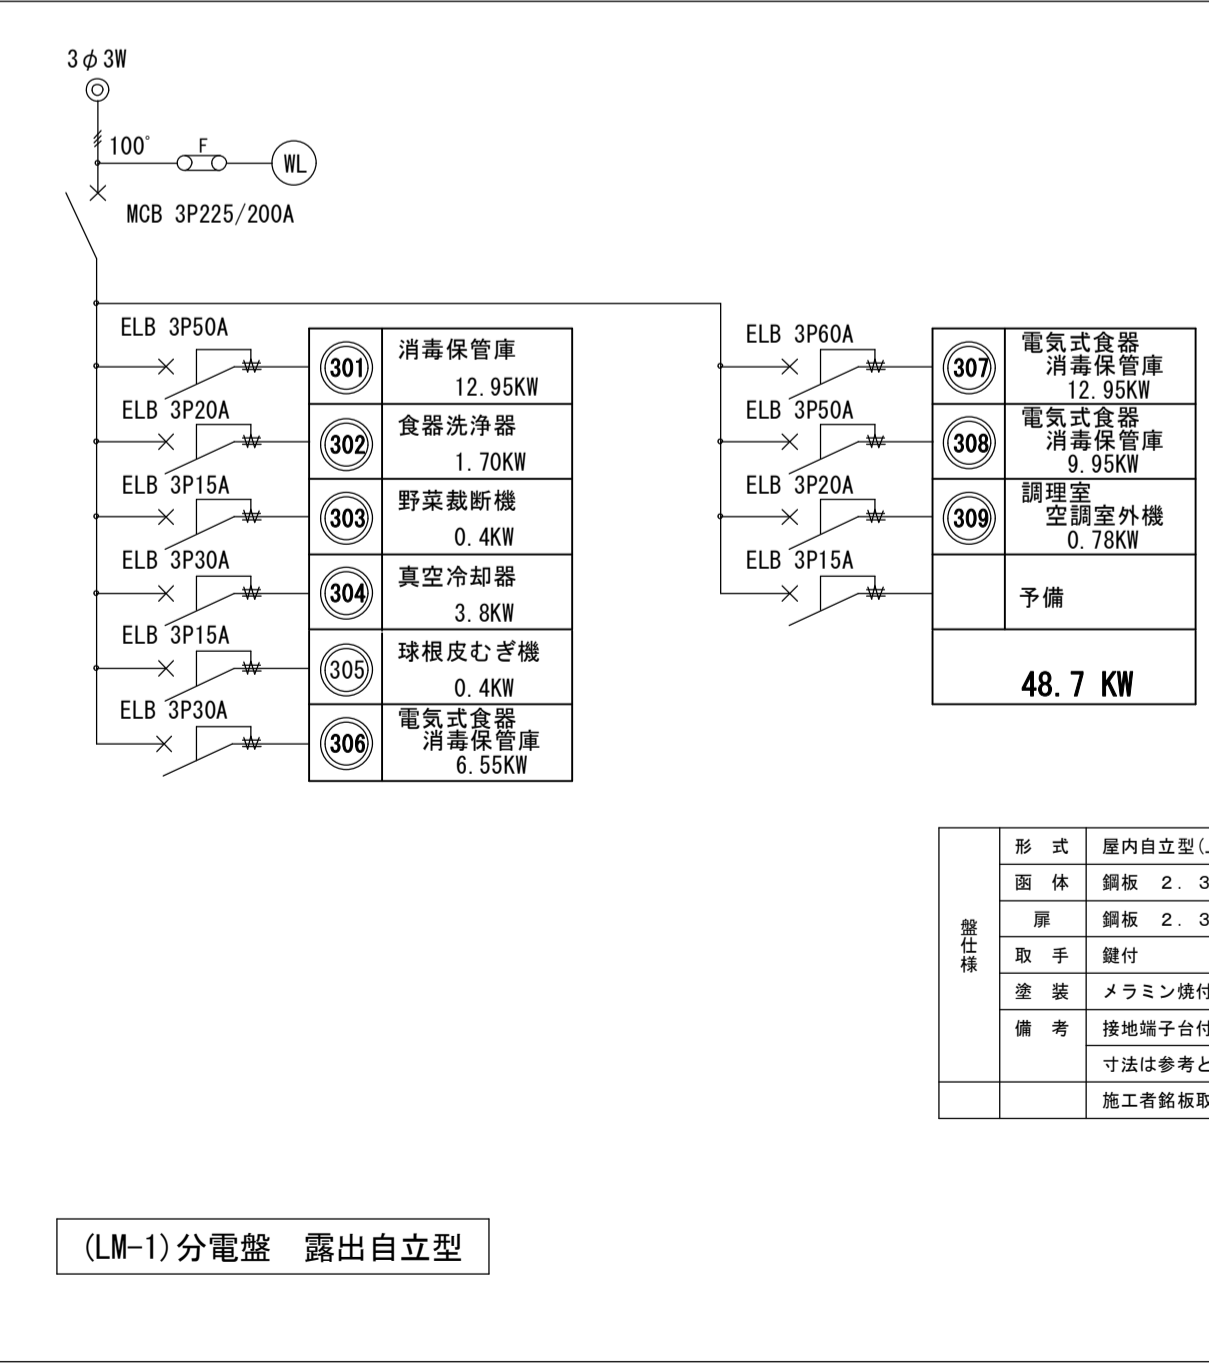 3φ3W
100°
F
WL
MCB 3P225/200A
ELB 3P50A
301
消毒保管庫
12.95KW
ELB 3P20A
302
食器洗浄器
1.70KW
ELB 3P15A
303
野菜裁断機
0.4KW
ELB 3P30A
304
真空冷却器
3.8KW
ELB 3P15A
305
球根皮むぎ機
0.4KW
ELB 3P30A
306
電気式食器
消毒保管庫
6.55KW
ELB 3P60A
307
電気式食器
消毒保管庫
12.95KW
ELB 3P50A
308
電気式食器
消毒保管庫
9.95KW
ELB 3P20A
309
調理室
空調室外機
0.78KW
ELB 3P15A
予備
48.7 KW
盤仕様
形 式 屋内自立型(
函 体 鋼板 2.3
扉 鋼板 2.3
取 手 鍵付
塗 装 メラミン焼付
備 考 接地端子台付
寸法は参考と
施工者銘板取
(LM-1)分電盤 露出自立型